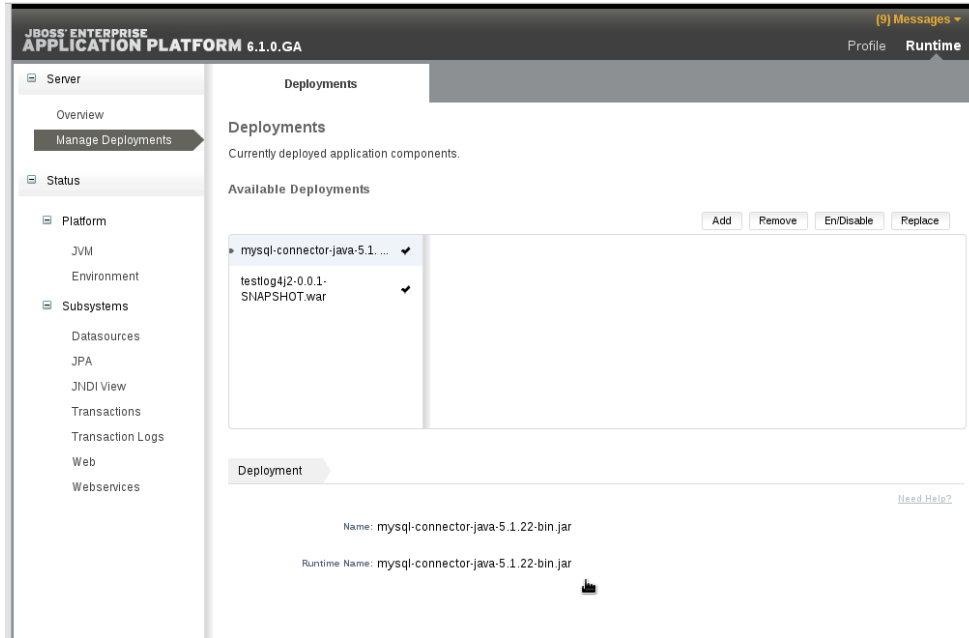 (9) Messages
JBOSS' ENTERPRISE
APPLICATION PLATFORM 6.1.0.GA
Profile Runtime
Server
Overview
Manage Deployments
Status
Platform
JVM
Environment
Subsystems
Datasources
JPA
JNDI View
Transactions
Transaction Logs
Web
Webservices
Deployments
Deployments
Currently deployed application components.
Available Deployments
Add Remove En/Disable Replace
mysql-connector-java-5.1. ...
testlog4j2-0.0.1-
SNAPSHOT.war
Deployment
Need Help?
Name: mysql-connector-java-5.1.22-bin.jar
Runtime Name: mysql-connector-java-5.1.22-bin.jar